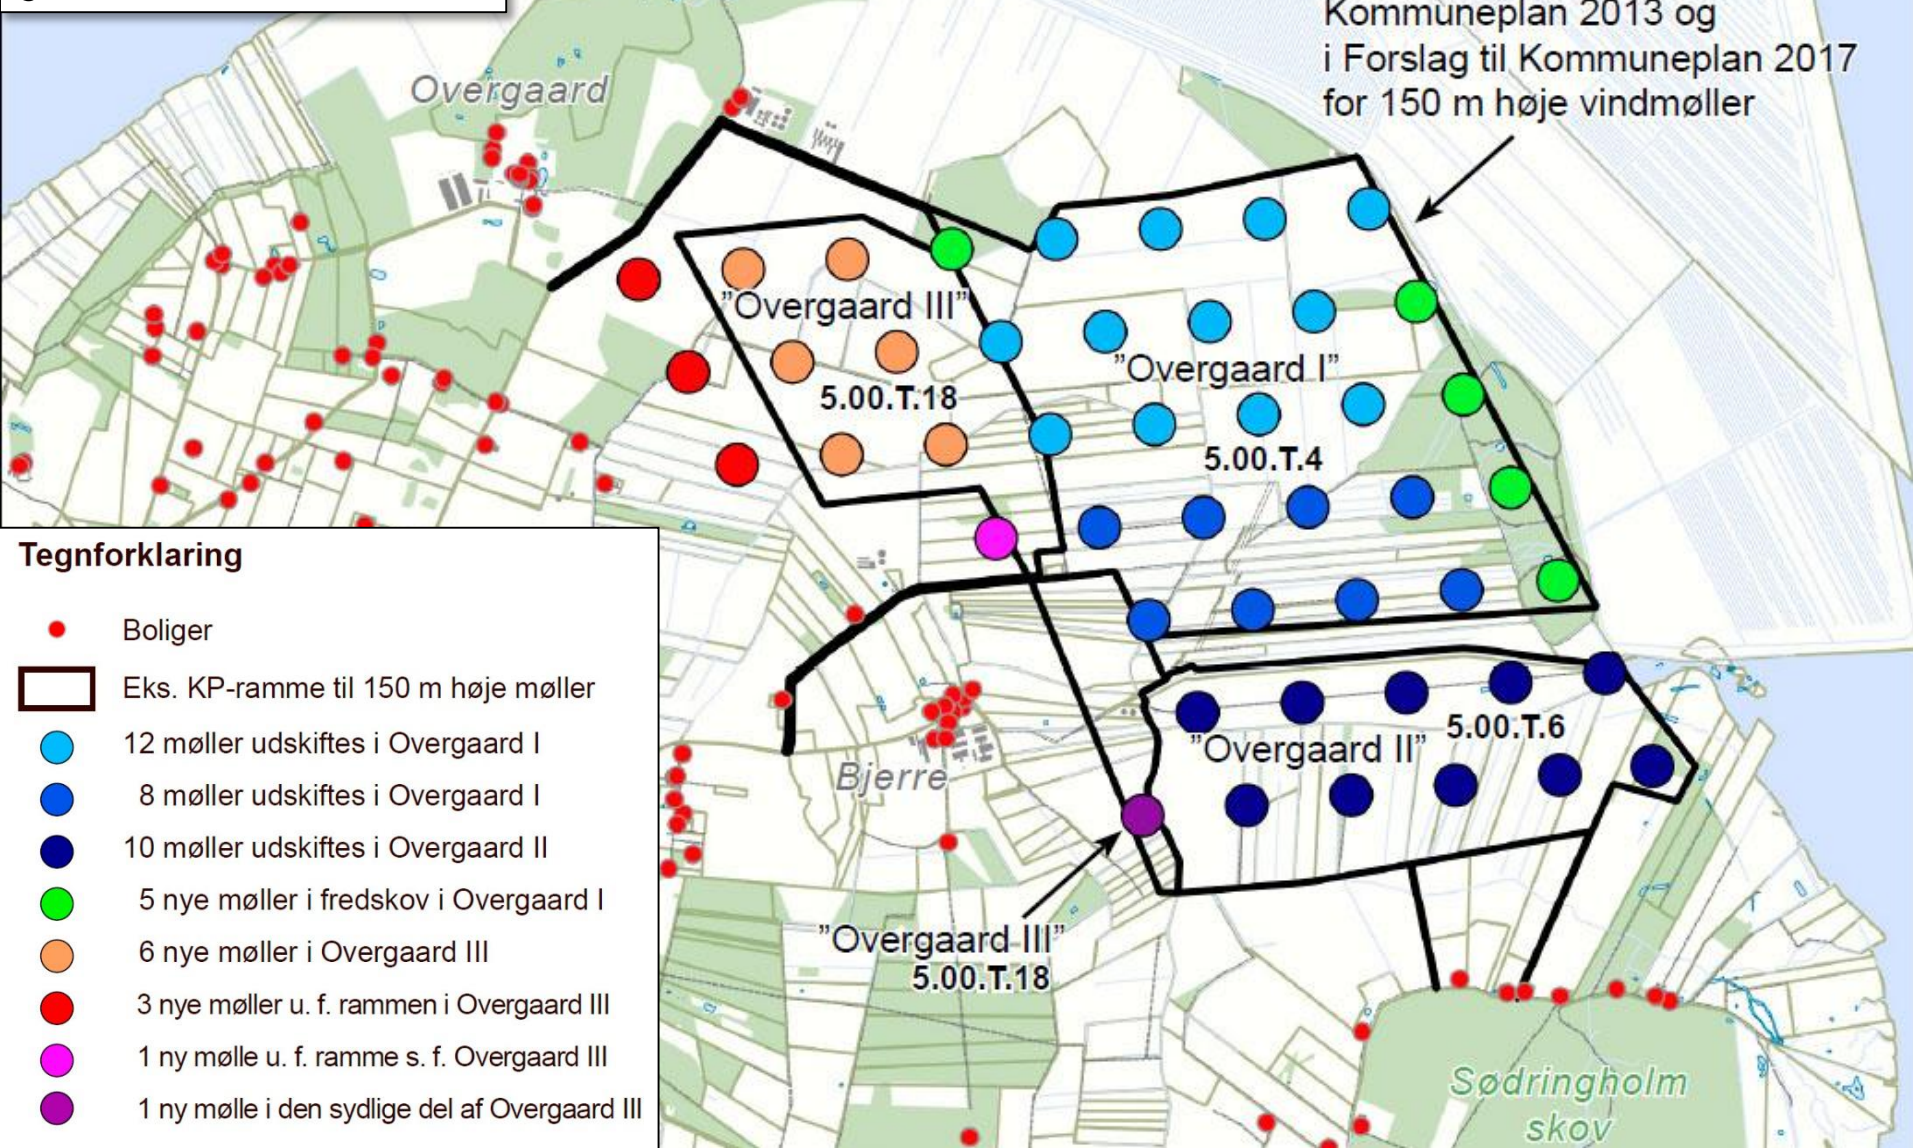 Kommuneplan 2013 og
i Forslag til Kommuneplan 2017
for 150 m høje vindmøller
Overgaard
"Overgaard III"
5.00.T.18
"Overgaard I"
5.00.T.4
"Overgaard II"
5.00.T.6
Bjerre
"Overgaard III"
5.00.T.18
Sødringholm
skov
Tegnforklaring
Boliger
Eks. KP-ramme til 150 m høje møller
12 møller udskiftes i Overgaard I
8 møller udskiftes i Overgaard I
10 møller udskiftes i Overgaard II
5 nye møller i fredskov i Overgaard I
6 nye møller i Overgaard III
3 nye møller u. f. rammen i Overgaard III
1 ny mølle u. f. ramme s. f. Overgaard III
1 ny mølle i den sydlige del af Overgaard III